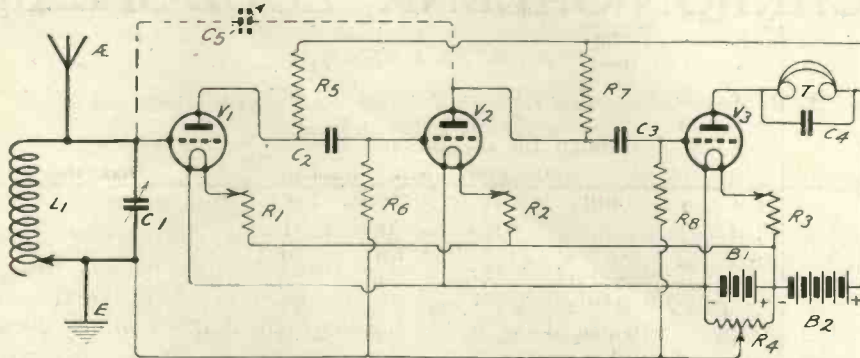 Æ
C5
R5
R7
T
V1
V2
V3
C4
C2
C3
L1
C1
R1
R6
R2
R8
R3
B1
- + - +
B2
E
R4